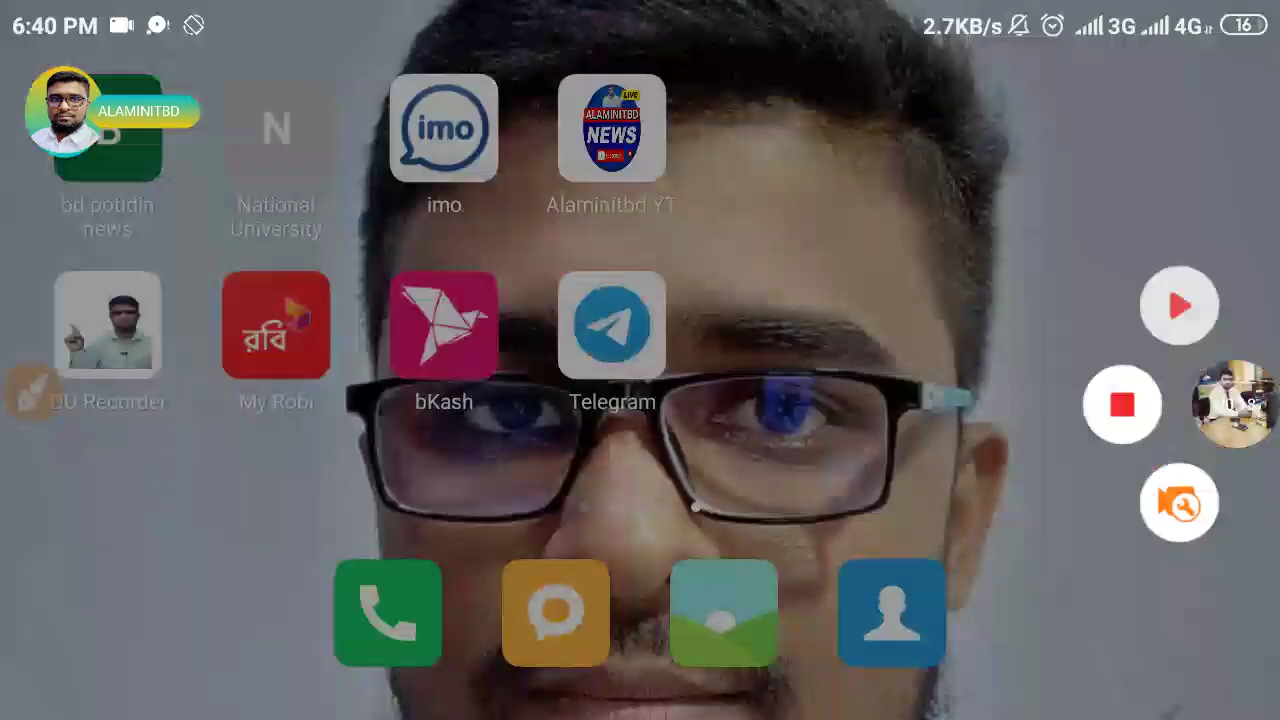 6:40 PM
2.7KB/s 3G 4G 16
ALAMINITBD
B
N
imo
LIVE
ALAMINITBD
NEWS
bd potidin
news
National
University
imo
Alaminitbd YT
রবি
DU Recorder
My Robi
bKash
Telegram